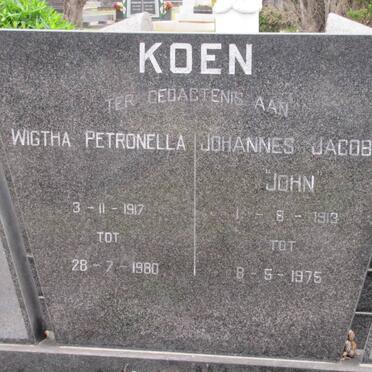 KOEN
TER GEDAGTENIS AAN
WIGTHA PETRONELLA
3-11-1917
TOT
28-7-1980
JOHANNES JACOB
"JOHN
1-8-1913
TOT
8-5-1975